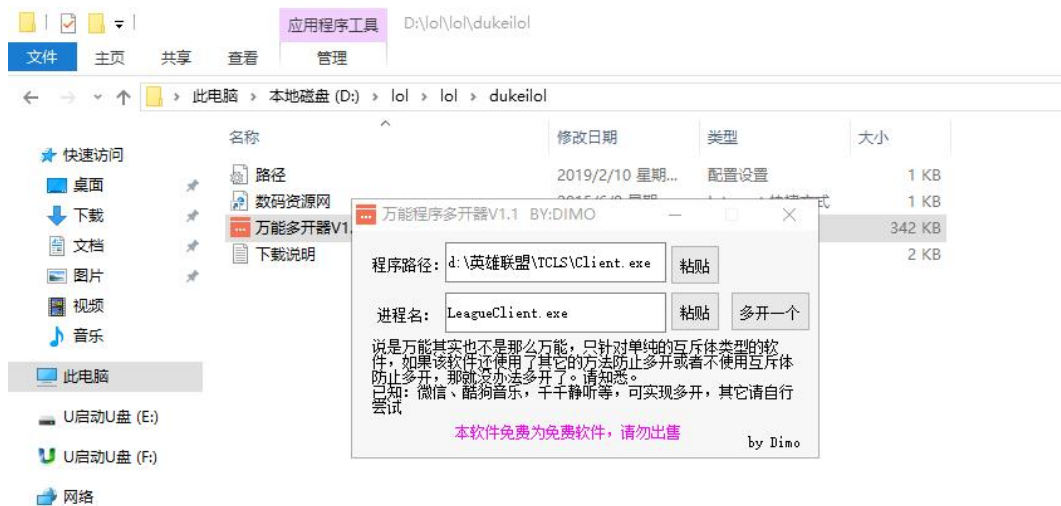 应用程序工具 D:\lol\lol\dukeilol
文件 主页 共享 查看 管理
此电脑 > 本地磁盘 (D:) > lol > lol > dukeilol
名称 修改日期 类型 大小
快速访问
桌面
下载
文档
图片
视频
音乐
此电脑
U启动U盘 (E:)
U启动U盘 (F:)
网络
路径 2019/2/10 星期... 配置设置 1 KB
数码资源网 1 KB
万能多开器V1. 342 KB
下载说明 2 KB
万能程序多开器V1.1 BY:DIMO
程序路径: d:\英雄联盟\TCLS\Client.exe 粘贴
进程名: LeagueClient.exe 粘贴 多开一个
说是万能其实也不是那么万能，只针对单纯的互斥体类型的软
件，如果该软件还使用了其它的方法防止多开或者不使用互斥体
防止多开，那就没办法多开了。请知悉。
已知: 微信、酷狗音乐，千千静听等，可实现多开，其它请自行
尝试
本软件免费为免费软件，请勿出售
by Dimo